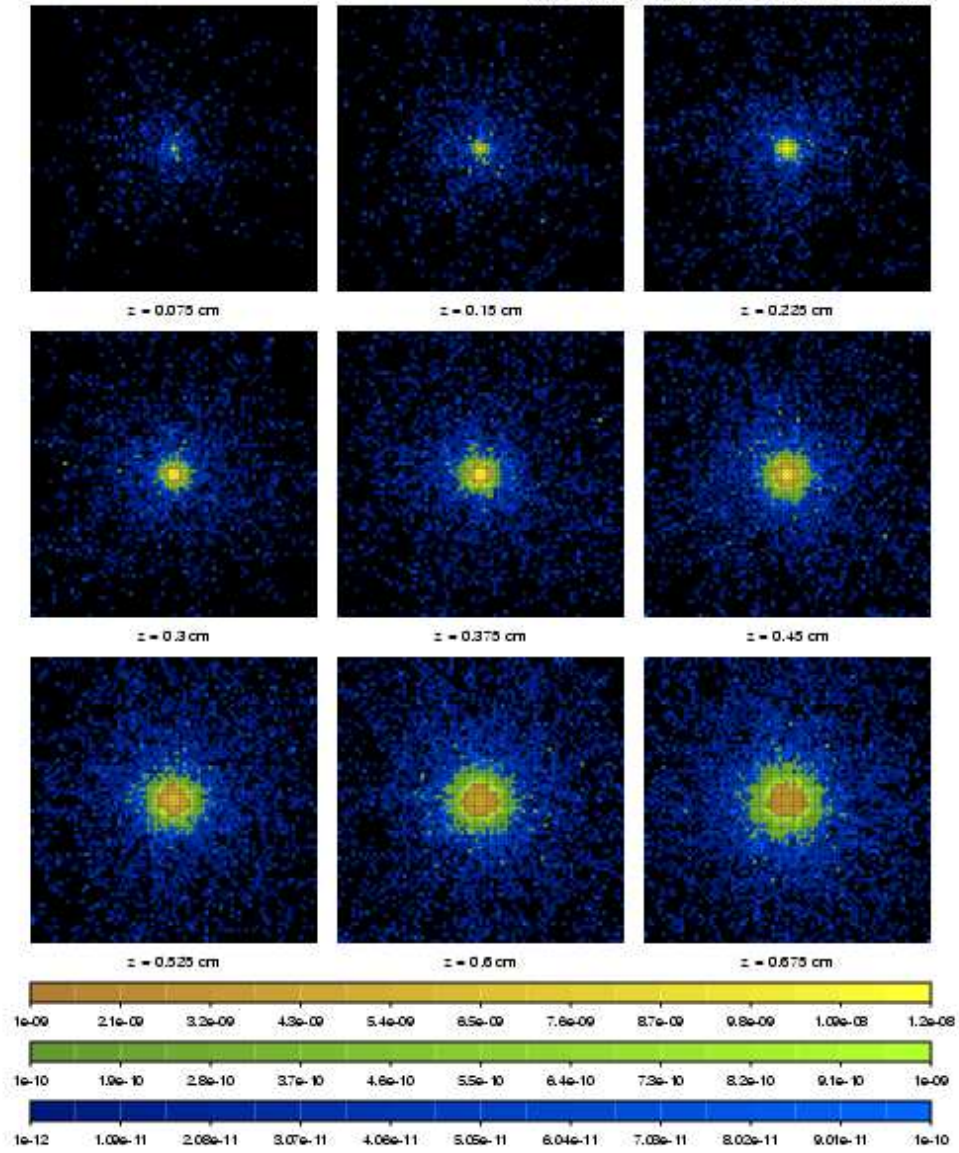 z = 0.075 cm
z = 0.15 cm
z = 0.225 cm
z = 0.3 cm
z = 0.375 cm
z = 0.45 cm
z = 0.525 cm
z = 0.6 cm
z = 0.675 cm
1e-09 2.1e-09 3.2e-09 4.3e-09 5.4e-09 6.5e-09 7.6e-09 8.7e-09 9.8e-09 1.09e-08 1.2e-08
1e-10 1.9e-10 2.8e-10 3.7e-10 4.6e-10 5.5e-10 6.4e-10 7.3e-10 8.2e-10 9.1e-10 1e-09
1e-12 1.09e-11 2.08e-11 3.07e-11 4.06e-11 5.05e-11 6.04e-11 7.03e-11 8.02e-11 9.01e-11 1e-10